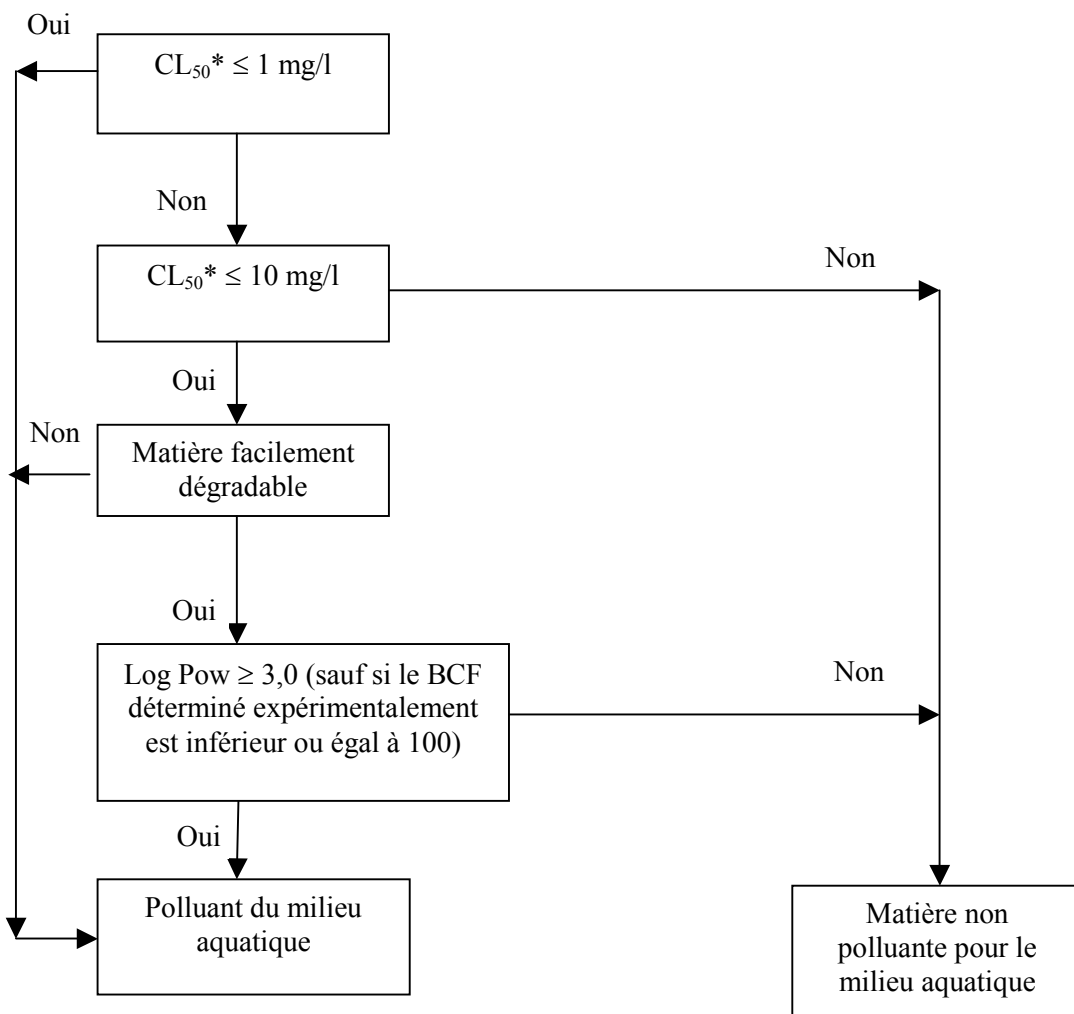 Oui
CL50* ≤ 1 mg/l
Non
CL50* ≤ 10 mg/l
Non
Oui
Non
Matière facilement
dégradable
Oui
Log Pow ≥ 3,0 (sauf si le BCF
déterminé expérimentalement
est inférieur ou égal à 100)
Non
Oui
Polluant du milieu
aquatique
Matière non
polluante pour le
milieu aquatique